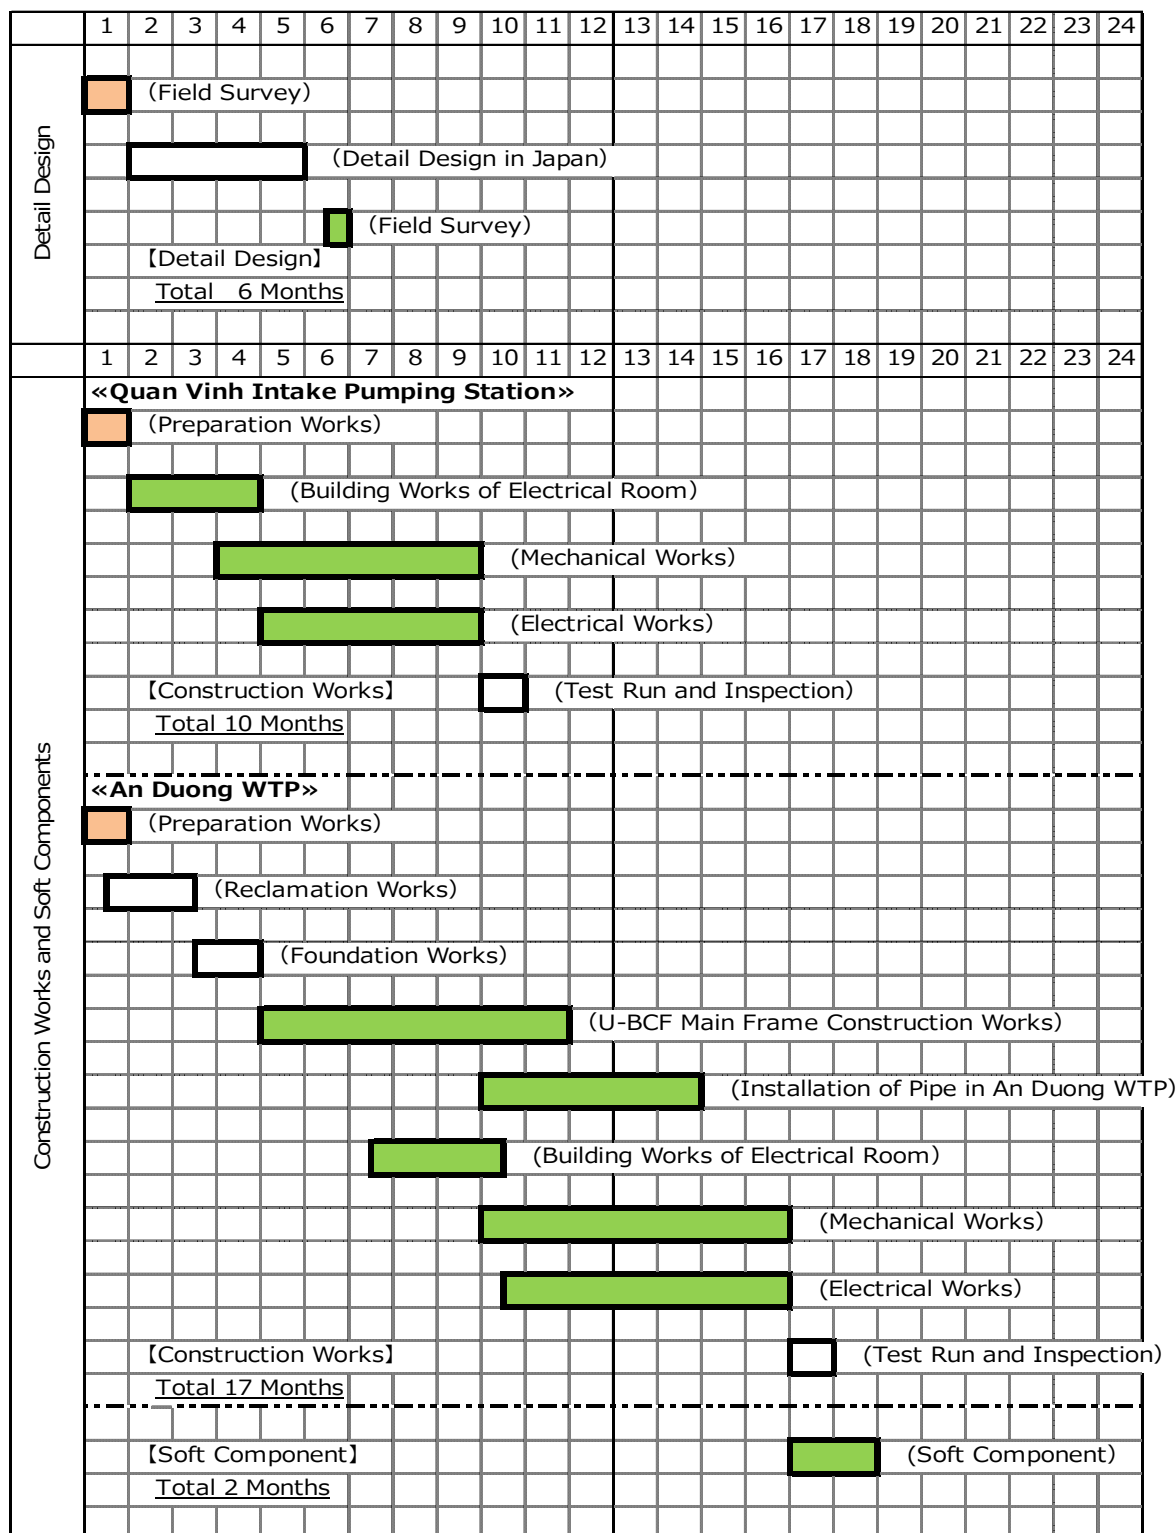 1 2 3 4 5 6 7 8 9 10 11 12 13 14 15 16 17 18 19 20 21 22 23 24
Detail Design
(Field Survey)
(Detail Design in Japan)
(Field Survey)
【Detail Design】
Total 6 Months
1 2 3 4 5 6 7 8 9 10 11 12 13 14 15 16 17 18 19 20 21 22 23 24
Construction Works and Soft Components
«Quan Vinh Intake Pumping Station»
(Preparation Works)
(Building Works of Electrical Room)
(Mechanical Works)
(Electrical Works)
【Construction Works】 (Test Run and Inspection)
Total 10 Months
«An Duong WTP»
(Preparation Works)
(Reclamation Works)
(Foundation Works)
(U-BCF Main Frame Construction Works)
(Installation of Pipe in An Duong WTP)
(Building Works of Electrical Room)
(Mechanical Works)
(Electrical Works)
【Construction Works】 (Test Run and Inspection)
Total 17 Months
【Soft Component】 (Soft Component)
Total 2 Months